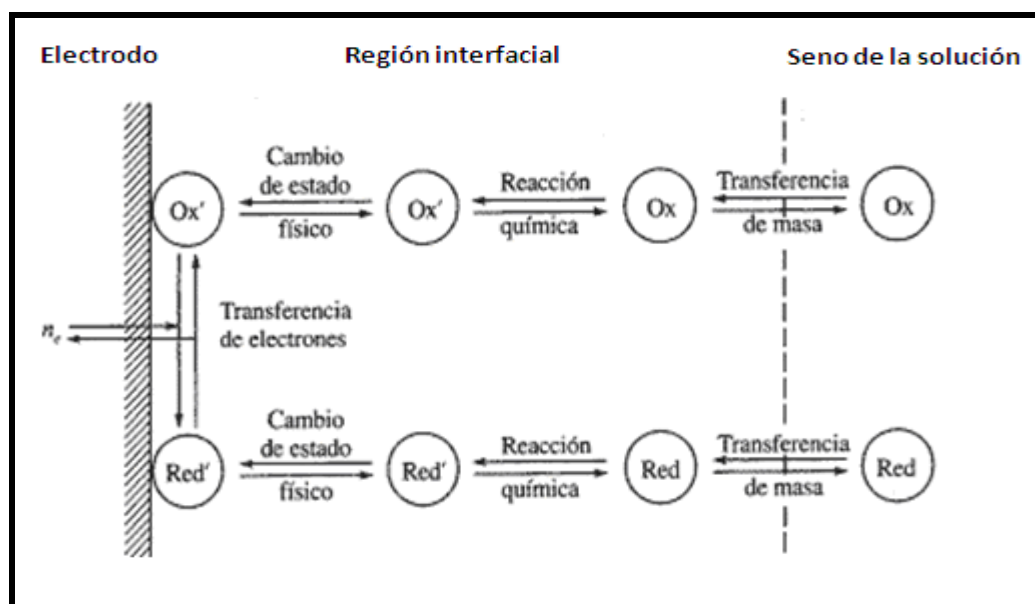 Electrodo
Región interfacial
Seno de la solución
Cambio
de estado
físico
Reacción
química
Transferencia
de masa
Ox′
Ox′
Ox
Ox
nₑ
Transferencia
de electrones
Cambio
de estado
físico
Reacción
química
Transferencia
de masa
Red′
Red′
Red
Red